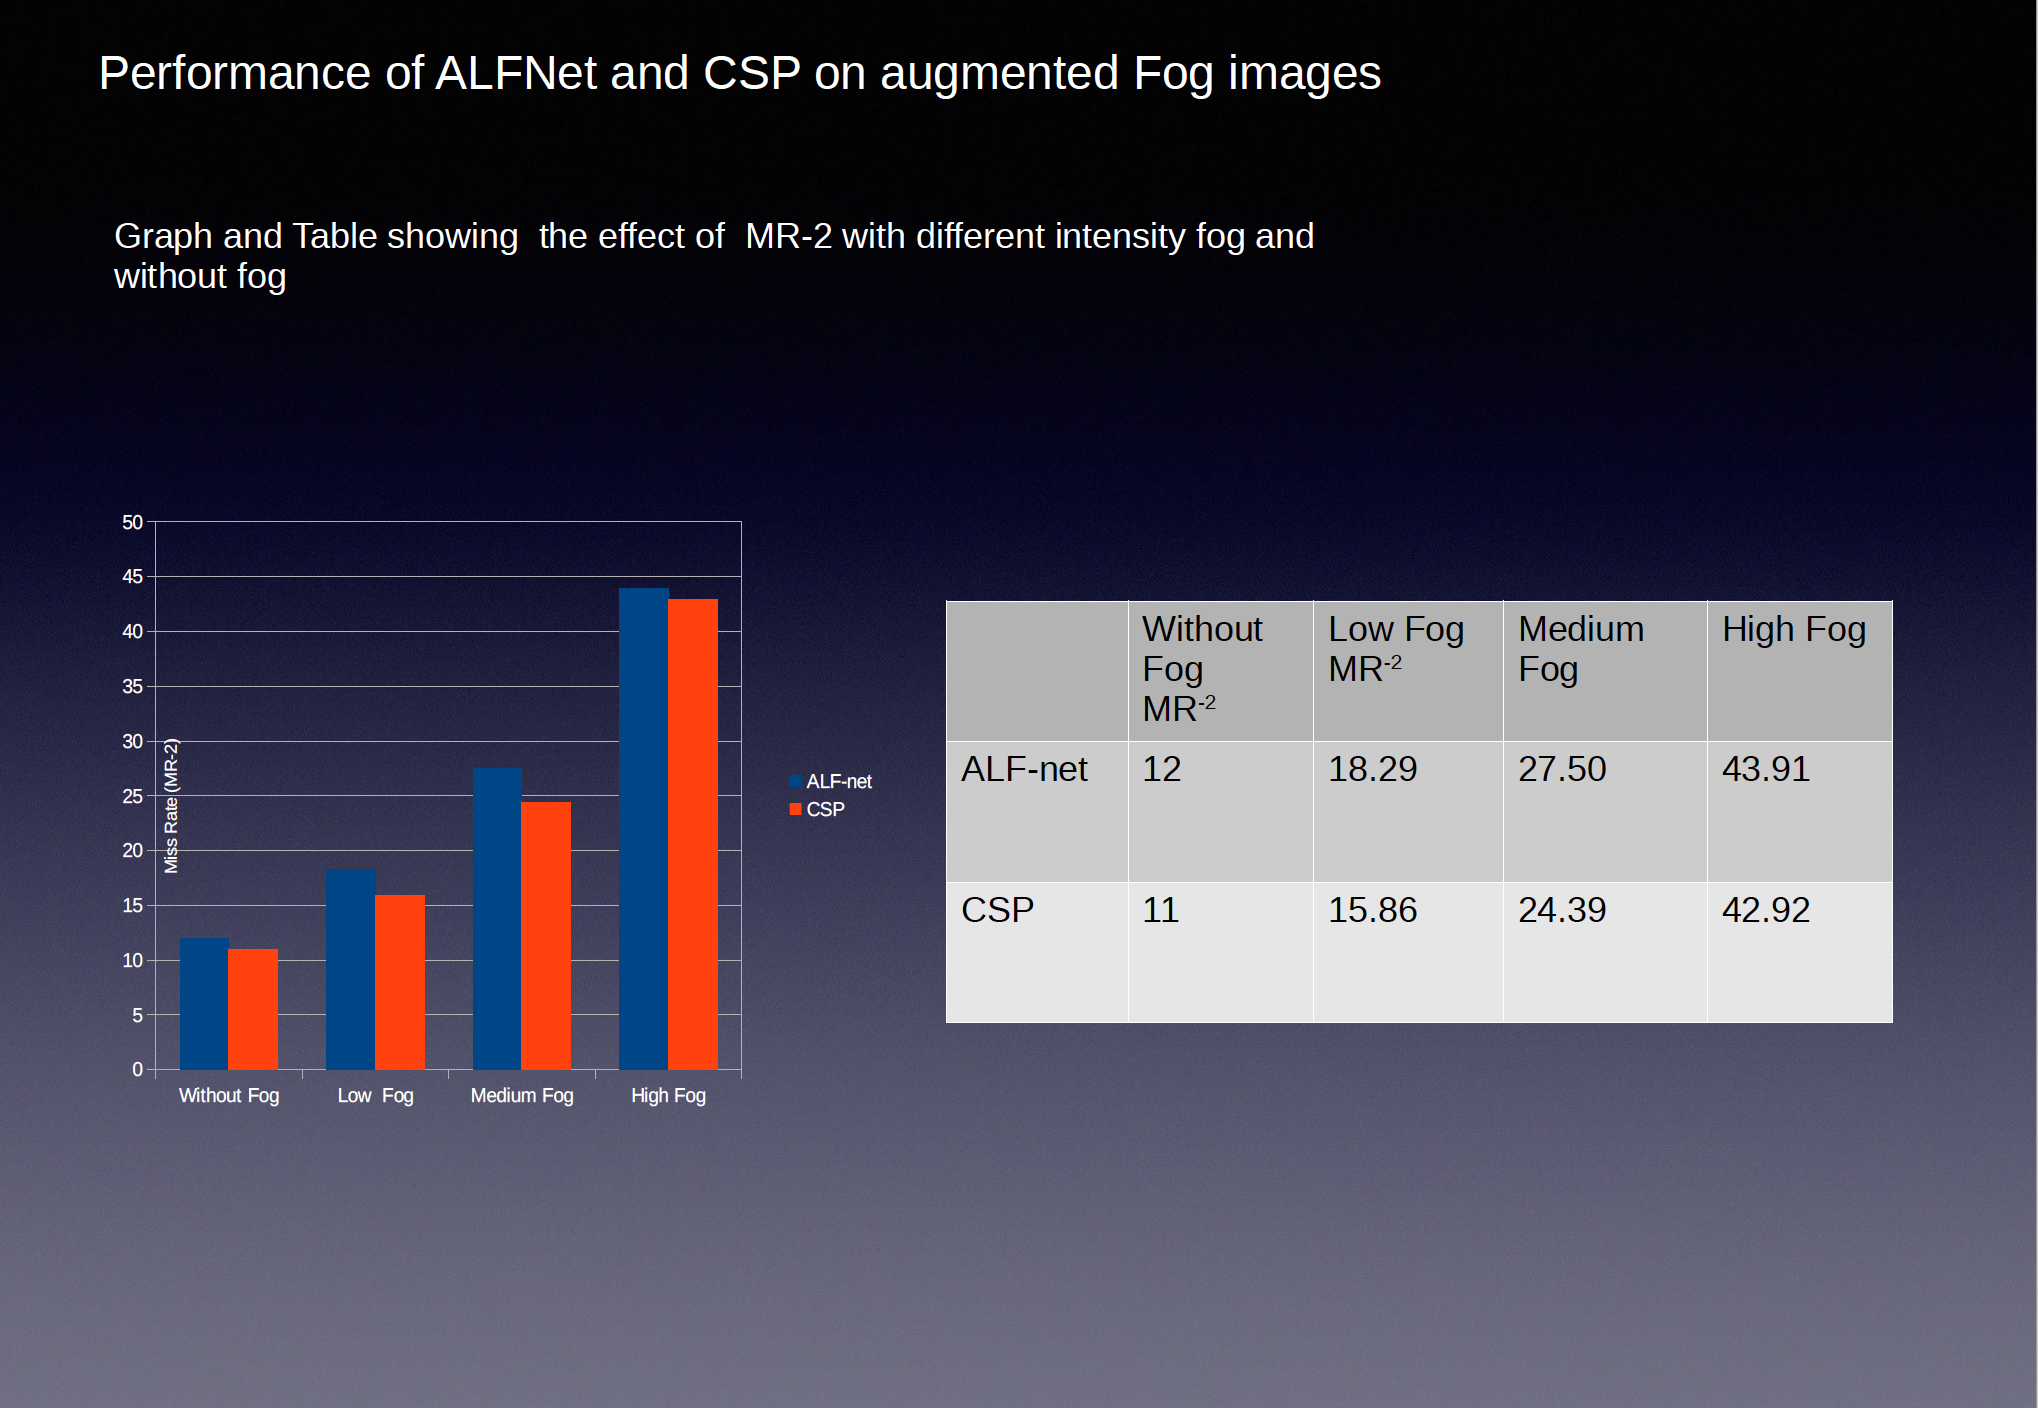 Performance of ALFNet and CSP on augmented Fog images
Graph and Table showing  the effect of  MR-2 with different intensity fog and
without fog
50
45
40
35
30
25
20
15
10
5
0
Miss Rate (MR-2)
Without Fog
Low  Fog
Medium Fog
High Fog
ALF-net
CSP
Without
Fog
MR-2
Low Fog
MR-2
Medium
Fog
High Fog
ALF-net 12 18.29 27.50 43.91
CSP 11 15.86 24.39 42.92